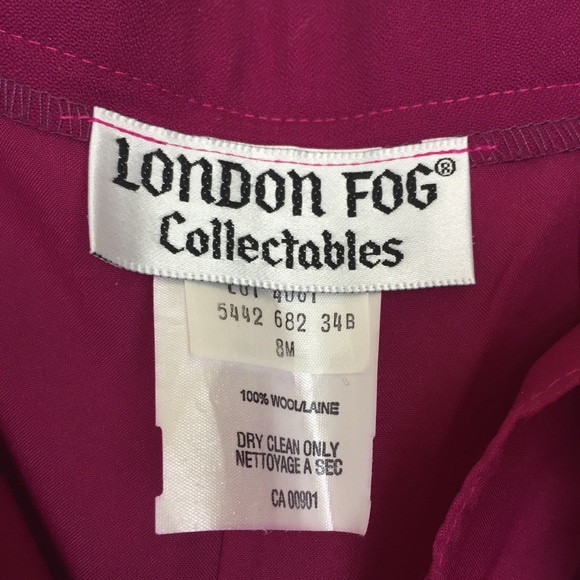 LONDON FOG®
Collectables
5442 682 34B
8M
100% WOOL/LAINE
DRY CLEAN ONLY
NETTOYAGE A SEC
CA 00901